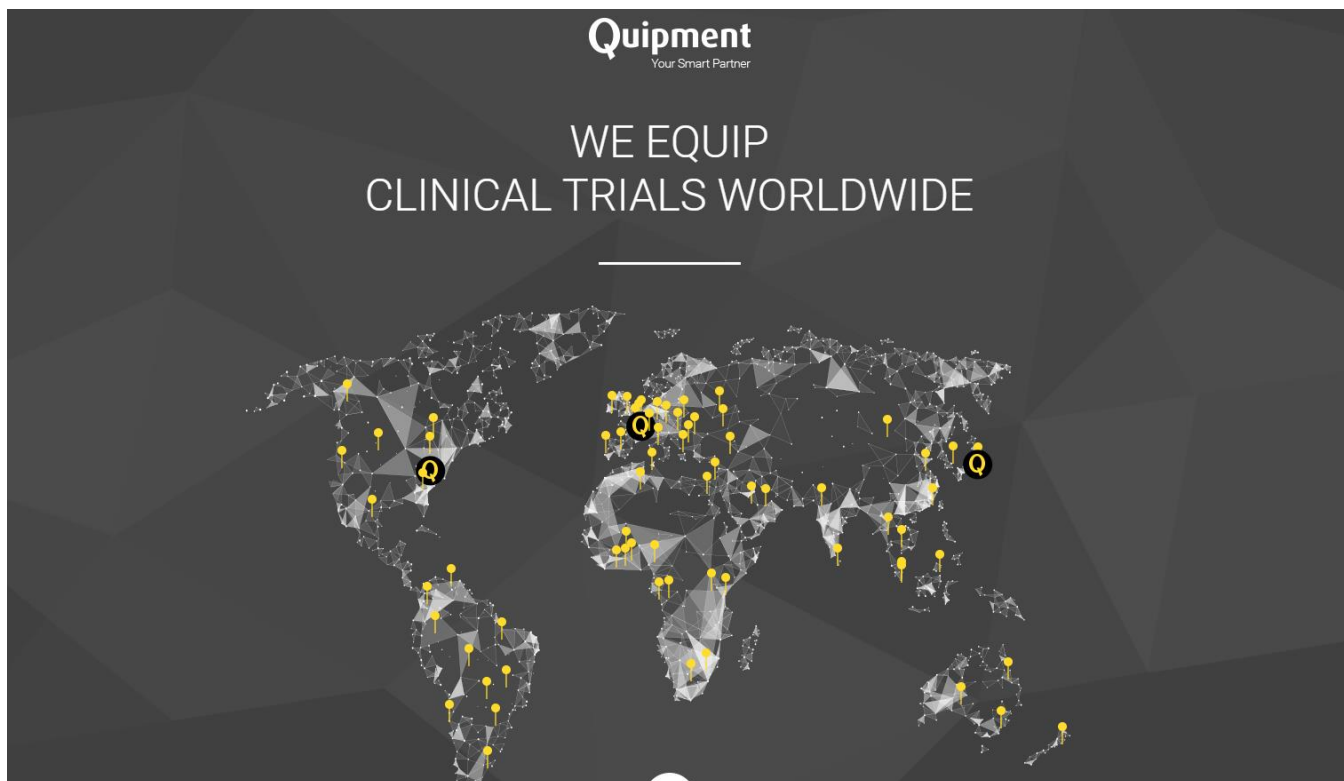 Quipment
Your Smart Partner
WE EQUIP
CLINICAL TRIALS WORLDWIDE
Q
Q
Q